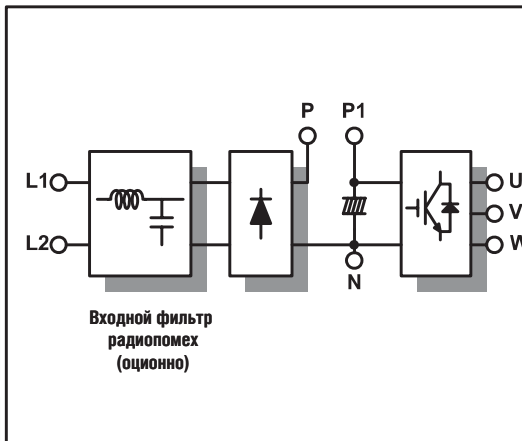 P P1
L1 U
V
L2 W
N
Входной фильтр
радиопомех
(оционно)